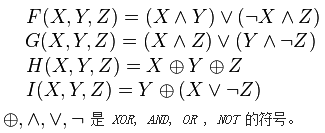 F(X,Y,Z) = (X ∧ Y) ∨ (¬X ∧ Z)
G(X,Y,Z) = (X ∧ Z) ∨ (Y ∧ ¬Z)
H(X,Y,Z) = X ⊕ Y ⊕ Z
I(X,Y,Z) = Y ⊕ (X ∨ ¬Z)
⊕, ∧, ∨, ¬ 是 XOR, AND, OR , NOT 的符号。